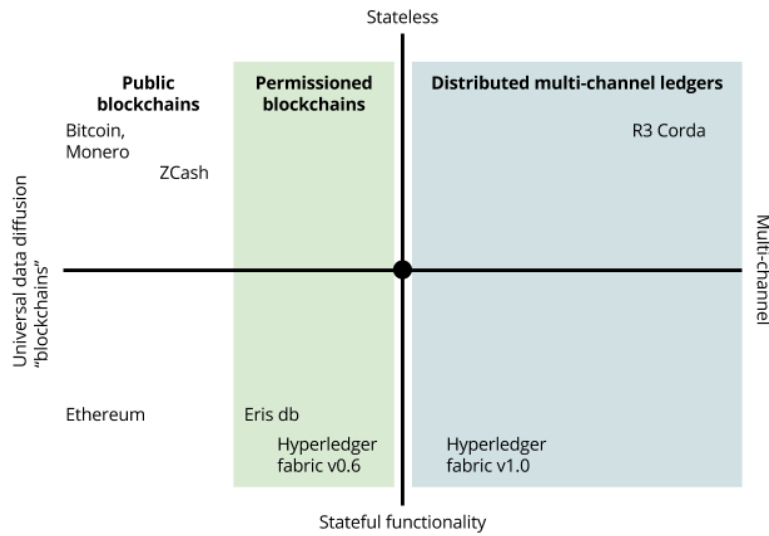 Stateless
Public
blockchains
Permissioned
blockchains
Distributed multi-channel ledgers
Bitcoin,
Monero
R3 Corda
ZCash
Universal data diffusion
“blockchains”
Multi-channel
Ethereum
Eris db
Hyperledger
fabric v0.6
Hyperledger
fabric v1.0
Stateful functionality